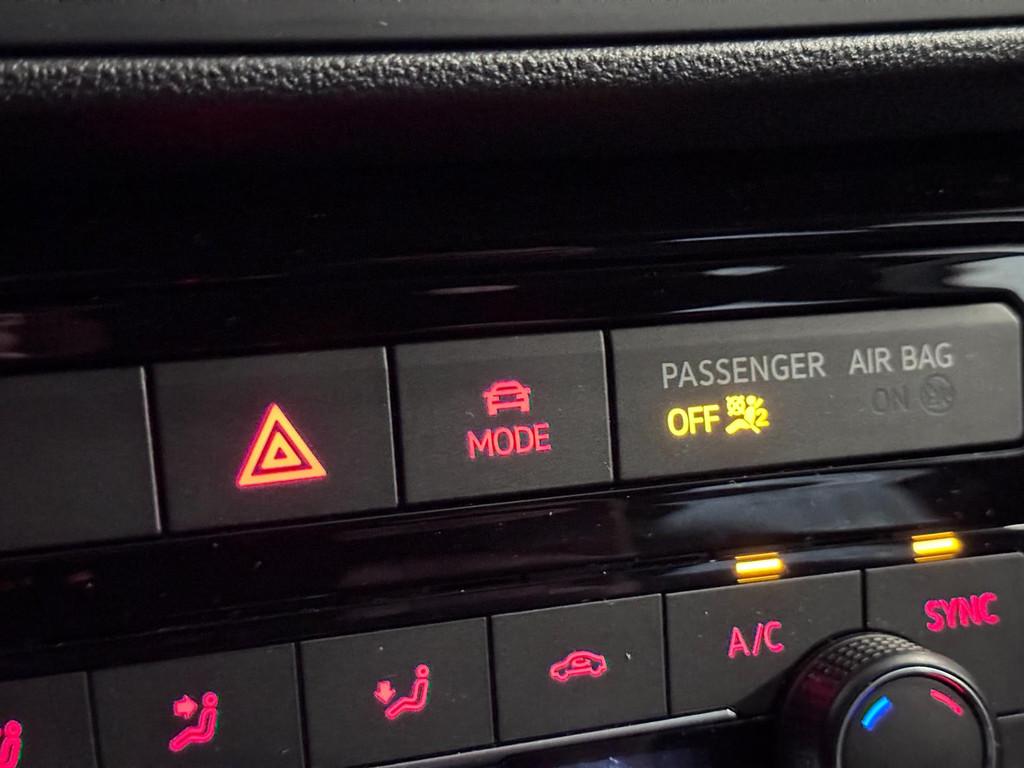 PASSENGER AIR BAG
OFF ON
MODE
A/C SYNC